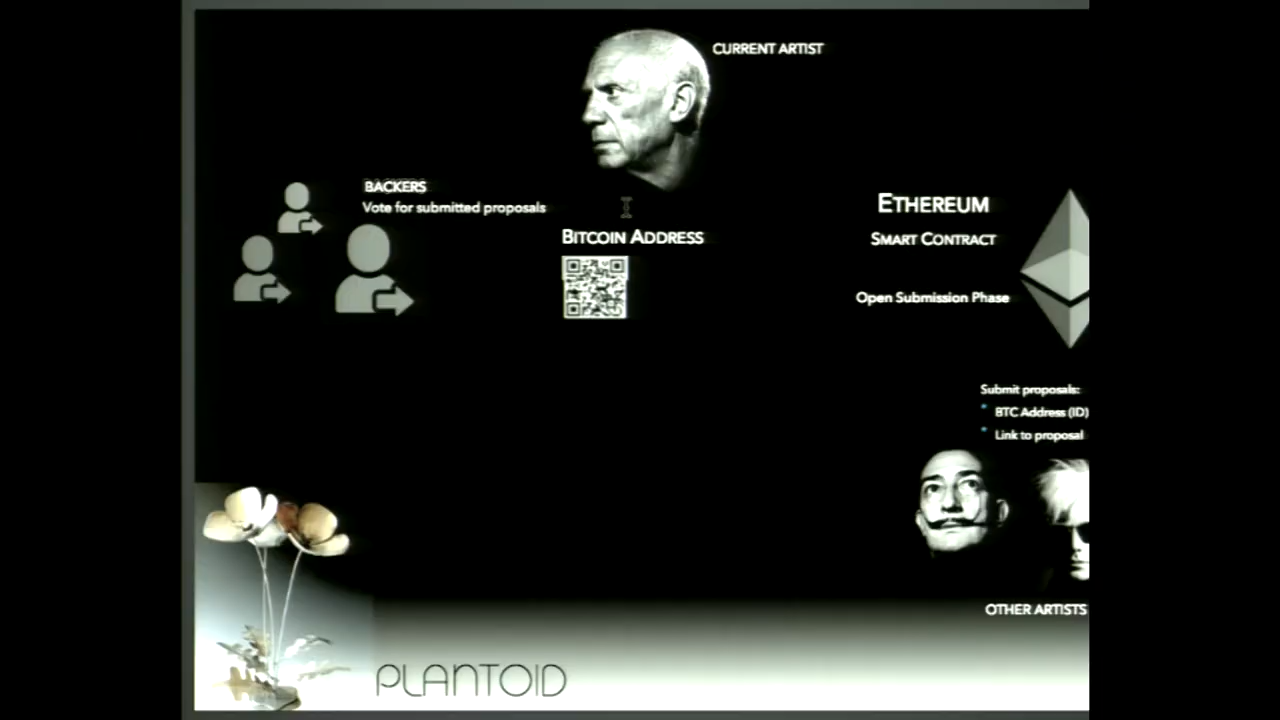 CURRENT ARTIST
BACKERS
Vote for submitted proposals
BITCOIN ADDRESS
ETHEREUM
SMART CONTRACT
Open Submission Phase
Submit proposals:
BTC Address (ID)
Link to proposal
OTHER ARTISTS
PLANTOID